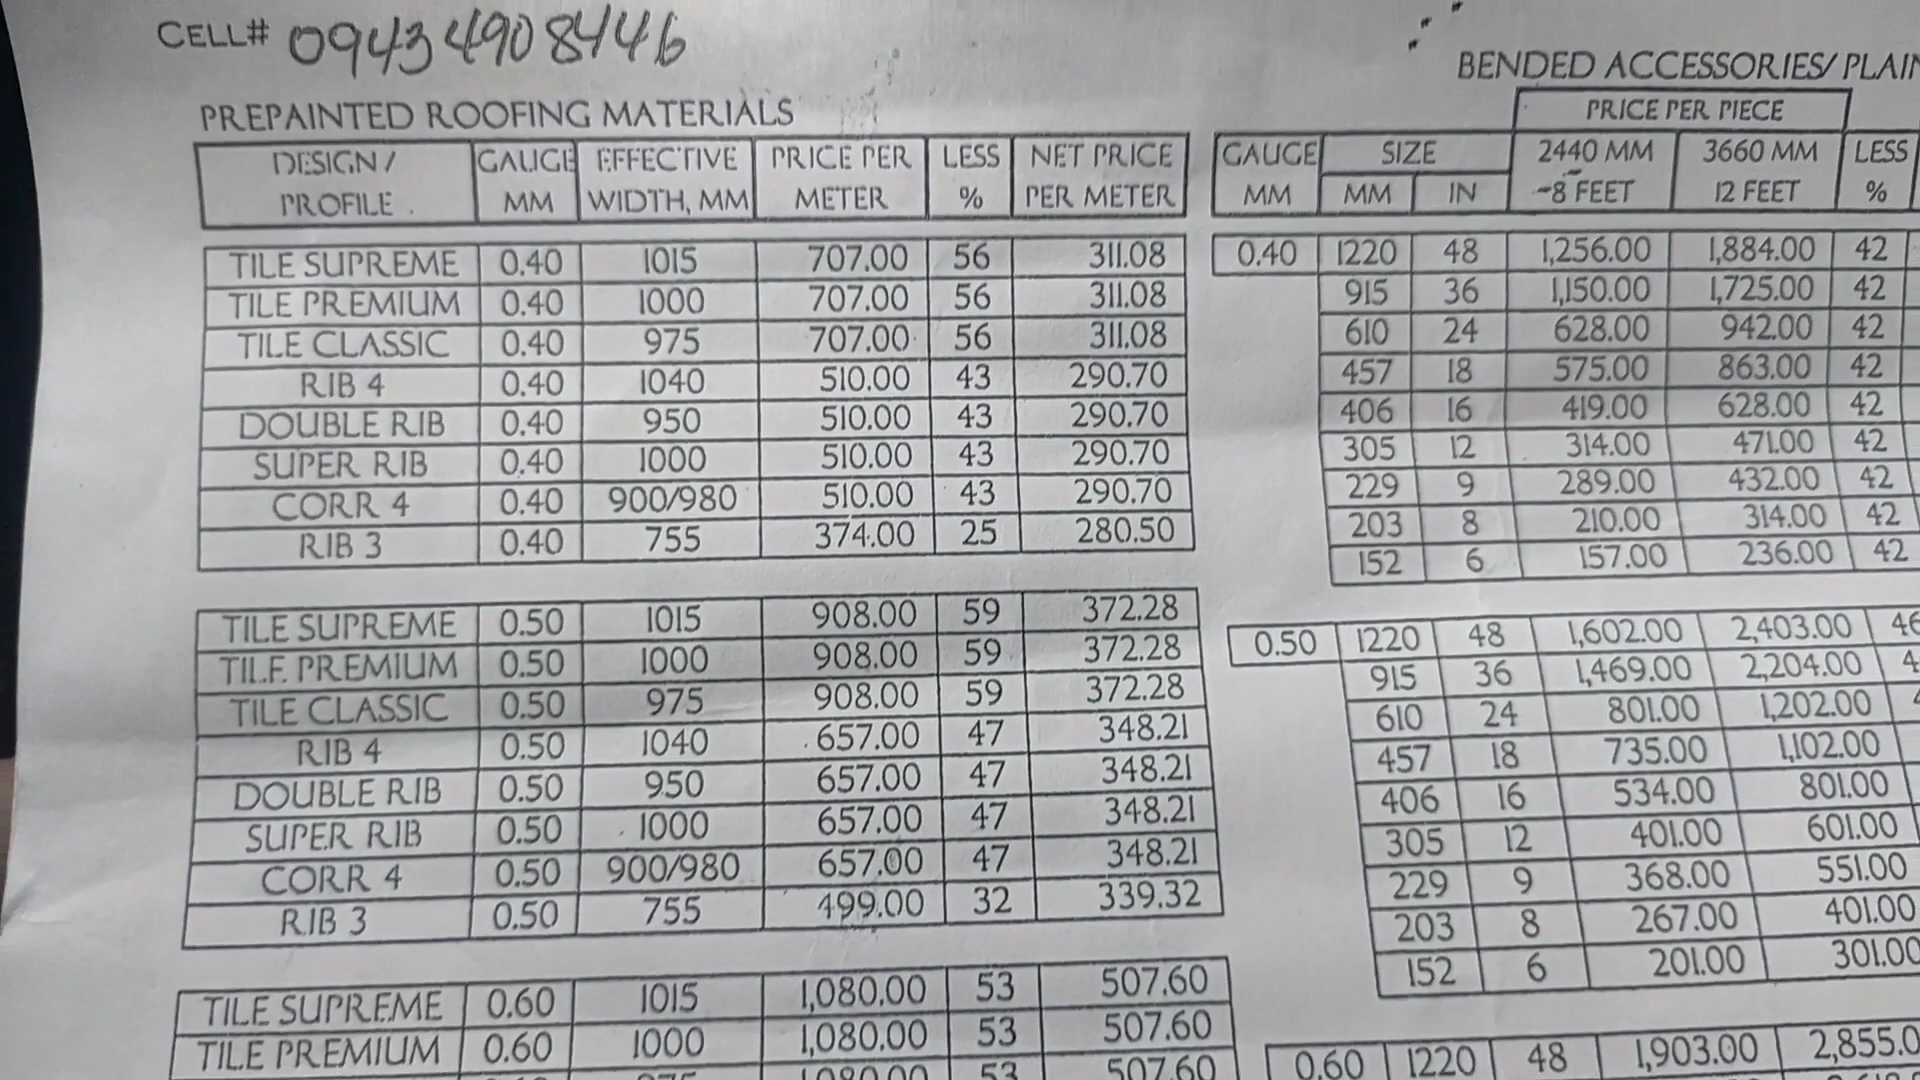 CELL# 09434908446
PREPAINTED ROOFING MATERIALS
DESIGN/ PROFILE GAUGE MM EFFECTIVE WIDTH, MM PRICE PER METER LESS % NET PRICE PER METER
TILE SUPREME 0.40 1015 707.00 56 311.08
TILE PREMIUM 0.40 1000 707.00 56 311.08
TILE CLASSIC 0.40 975 707.00 56 311.08
RIB 4 0.40 1040 510.00 43 290.70
DOUBLE RIB 0.40 950 510.00 43 290.70
SUPER RIB 0.40 1000 510.00 43 290.70
CORR 4 0.40 900/980 510.00 43 290.70
RIB 3 0.40 755 374.00 25 280.50
TILE SUPREME 0.50 1015 908.00 59 372.28
TILE PREMIUM 0.50 1000 908.00 59 372.28
TILE CLASSIC 0.50 975 908.00 59 372.28
RIB 4 0.50 1040 657.00 47 348.21
DOUBLE RIB 0.50 950 657.00 47 348.21
SUPER RIB 0.50 1000 657.00 47 348.21
CORR 4 0.50 900/980 657.00 47 348.21
RIB 3 0.50 755 499.00 32 339.32
TILE SUPREME 0.60 1015 1,080.00 53 507.60
TILE PREMIUM 0.60 1000 1,080.00 53 507.60
975 1,080.00 53 507.60
BENDED ACCESSORIES/ PLAIN
PRICE PER PIECE
GAUGE MM SIZE MM IN 2440 MM -8 FEET 3660 MM 12 FEET LESS %
0.40 1220 48 1,256.00 1,884.00 42
915 36 1,150.00 1,725.00 42
610 24 628.00 942.00 42
457 18 575.00 863.00 42
406 16 419.00 628.00 42
305 12 314.00 471.00 42
229 9 289.00 432.00 42
203 8 210.00 314.00 42
152 6 157.00 236.00 42
0.50 1220 48 1,602.00 2,403.00 46
915 36 1,469.00 2,204.00 4
610 24 801.00 1,202.00
457 18 735.00 1,102.00
406 16 534.00 801.00
305 12 401.00 601.00
229 9 368.00 551.00
203 8 267.00 401.00
152 6 201.00 301.00
0.60 1220 48 1,903.00 2,855.0